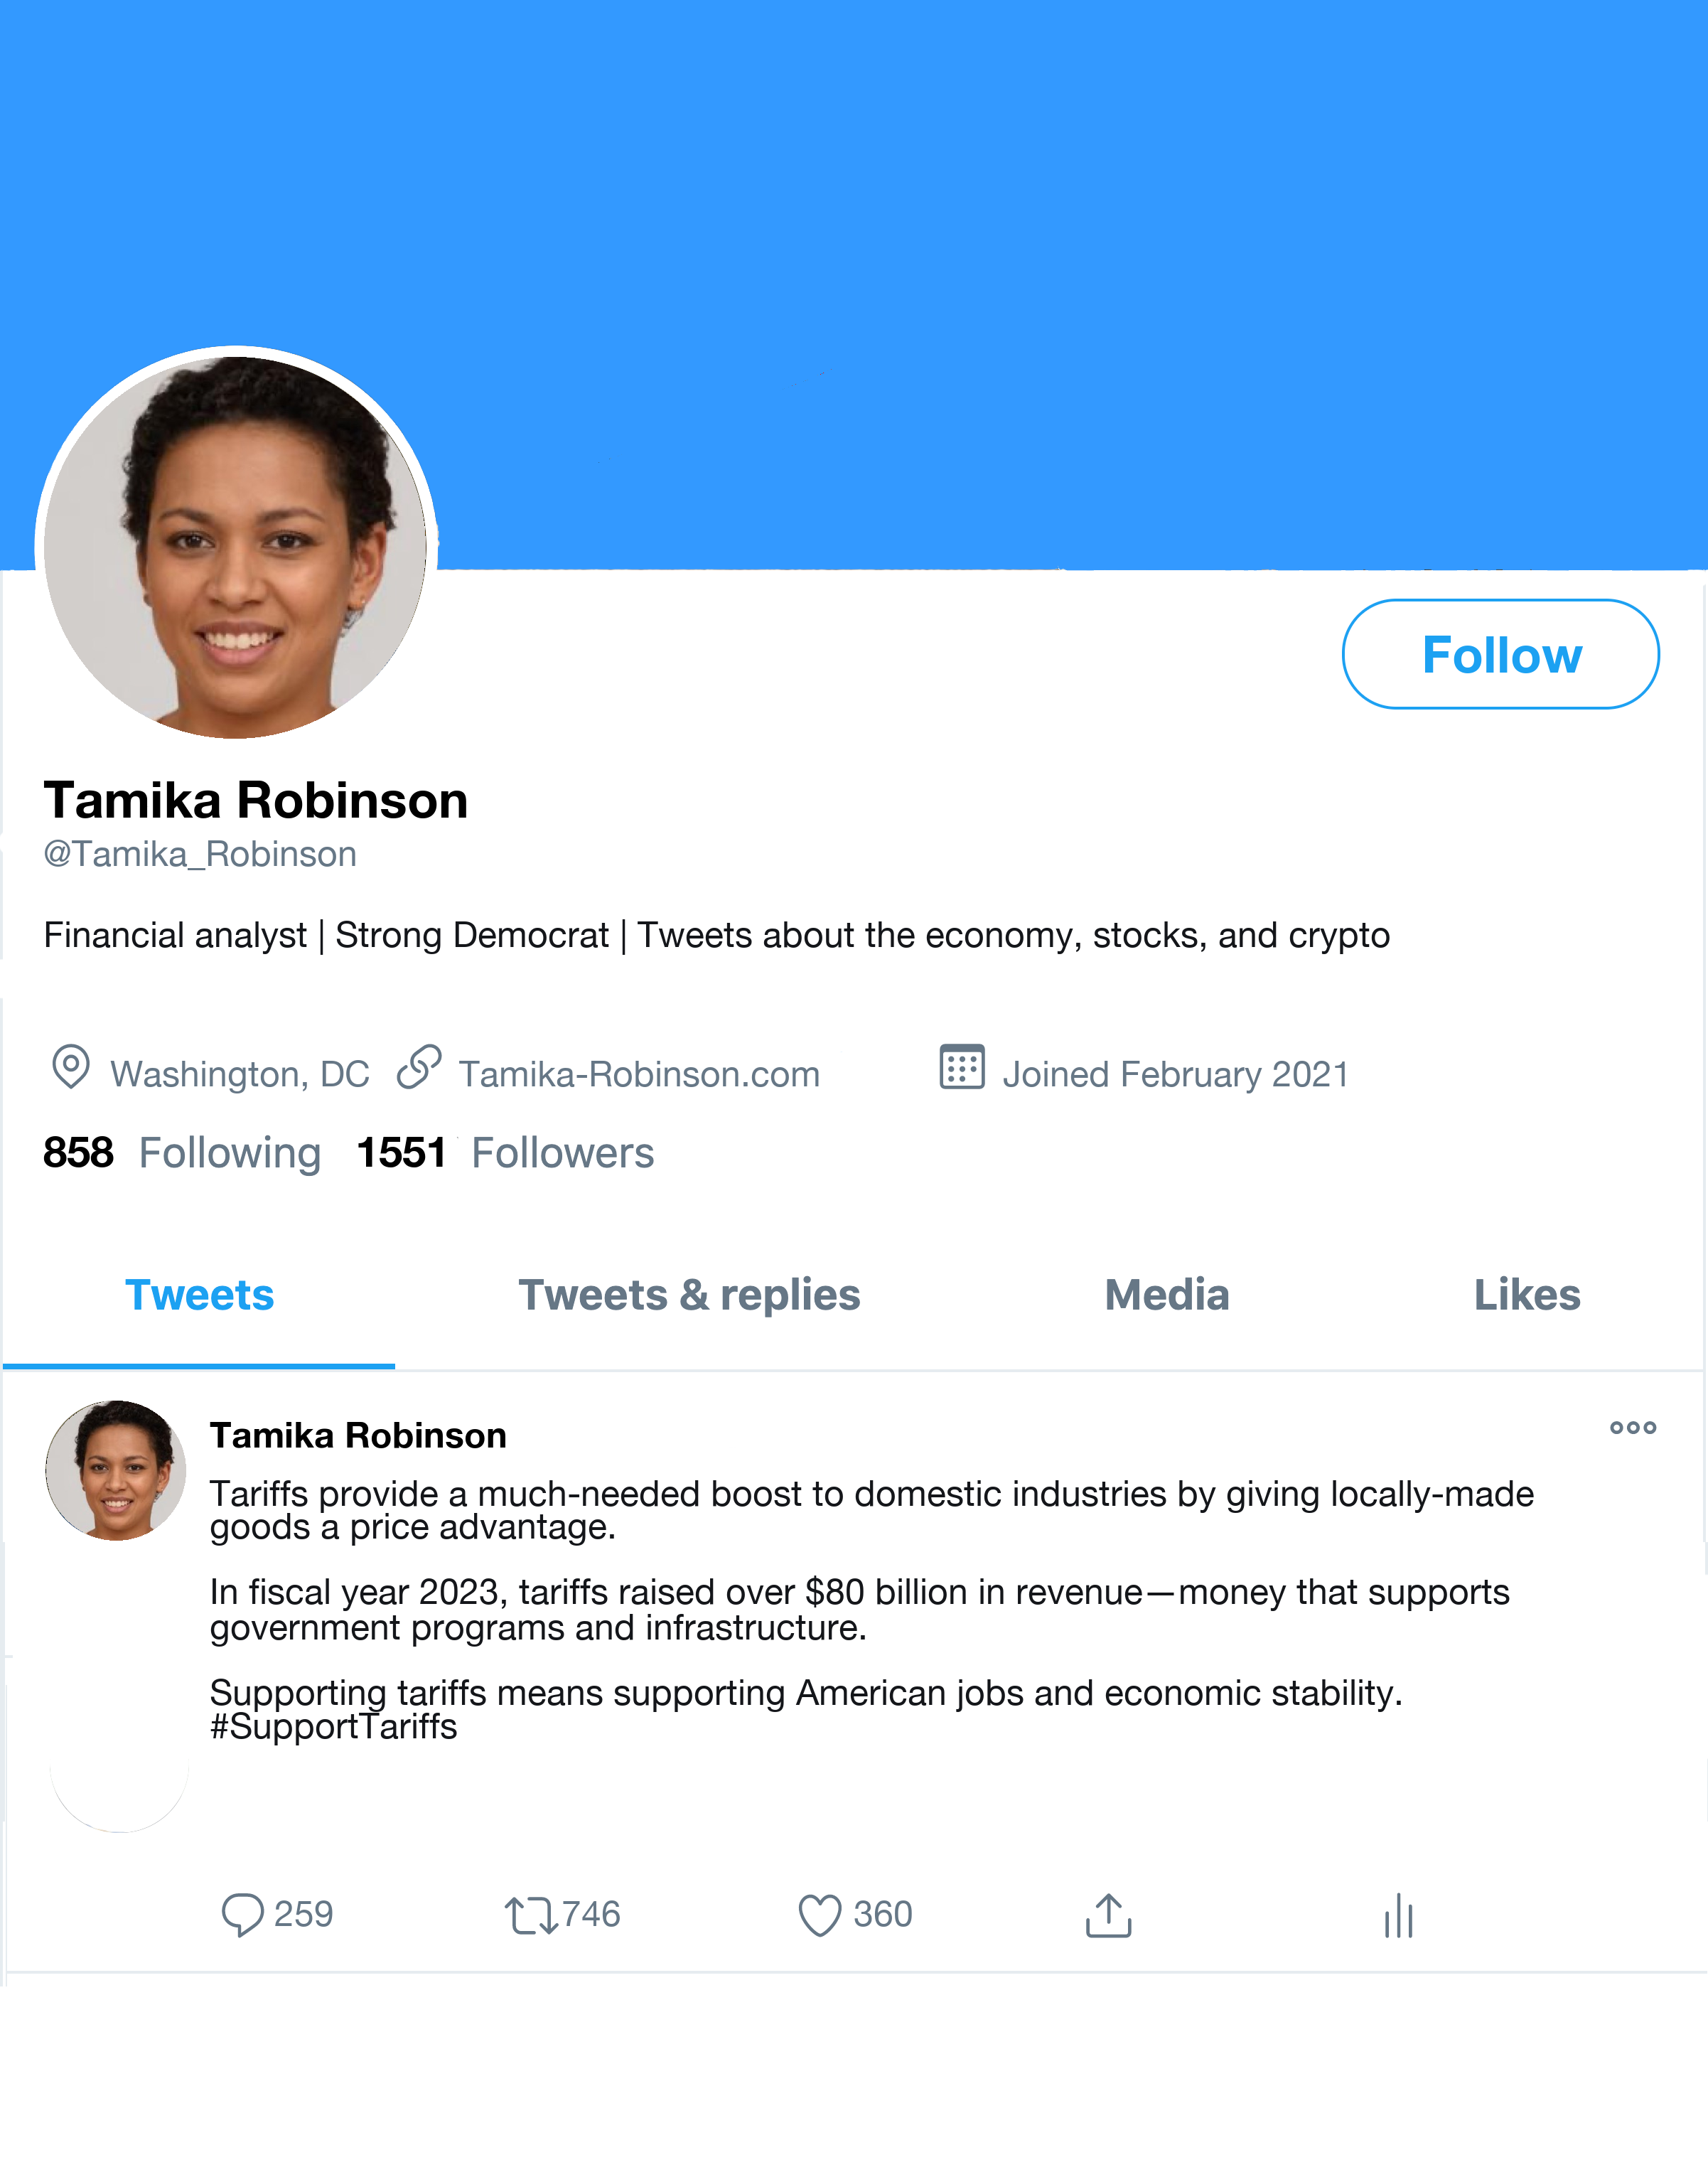 Follow
Tamika Robinson
@Tamika_Robinson
Financial analyst | Strong Democrat | Tweets about the economy, stocks, and crypto
Washington, DC Tamika-Robinson.com Joined February 2021
858 Following 1551 Followers
Tweets Tweets & replies Media Likes
Tamika Robinson
Tariffs provide a much-needed boost to domestic industries by giving locally-made
goods a price advantage.
In fiscal year 2023, tariffs raised over $80 billion in revenue—money that supports
government programs and infrastructure.
Supporting tariffs means supporting American jobs and economic stability.
#SupportTariffs
259 746 360